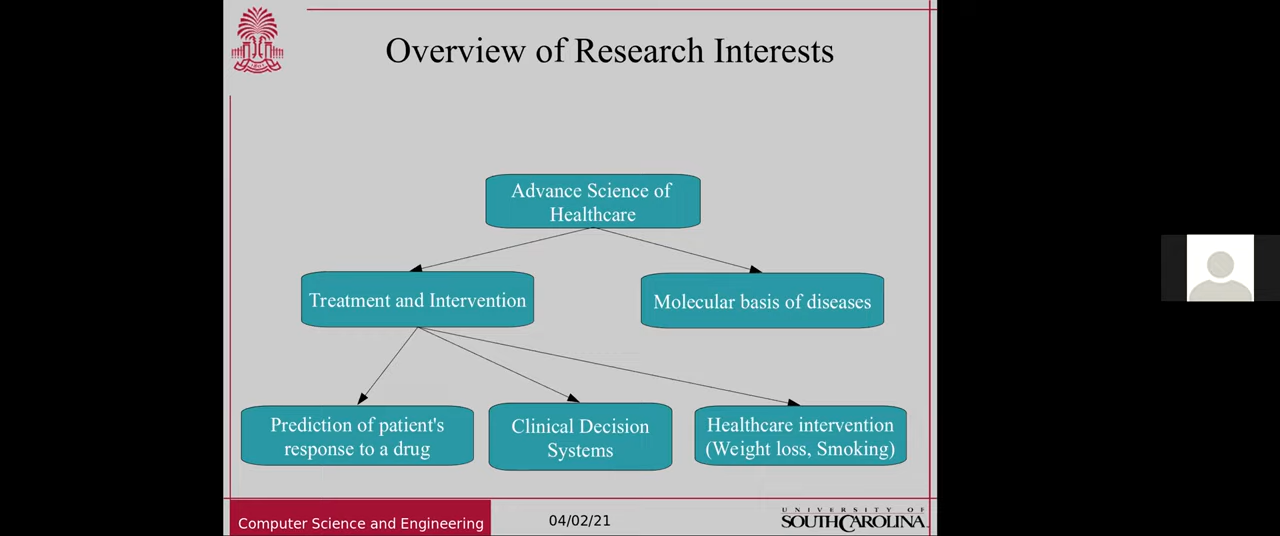 Overview of Research Interests
Advance Science of
Healthcare
Treatment and Intervention
Molecular basis of diseases
Prediction of patient's
response to a drug
Clinical Decision
Systems
Healthcare intervention
(Weight loss, Smoking)
Computer Science and Engineering
04/02/21
UNIVERSITY OF
SOUTH CAROLINA